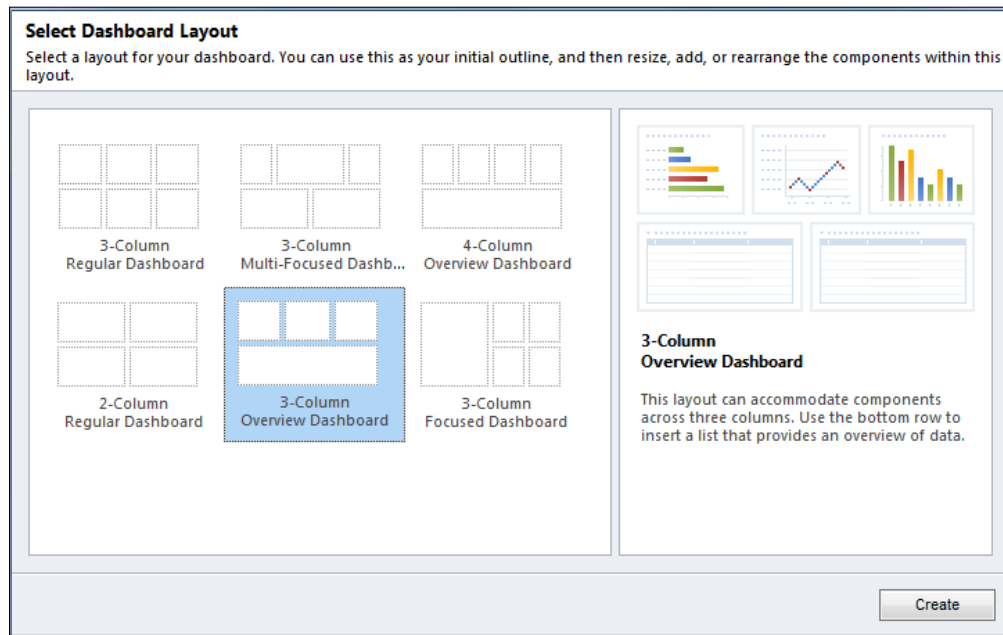 Select Dashboard Layout
Select a layout for your dashboard. You can use this as your initial outline, and then resize, add, or rearrange the components within this
layout.
3-Column
Regular Dashboard
3-Column
Multi-Focused Dashb...
4-Column
Overview Dashboard
2-Column
Regular Dashboard
3-Column
Overview Dashboard
3-Column
Focused Dashboard
3-Column
Overview Dashboard
This layout can accommodate components
across three columns. Use the bottom row to
insert a list that provides an overview of data.
Create